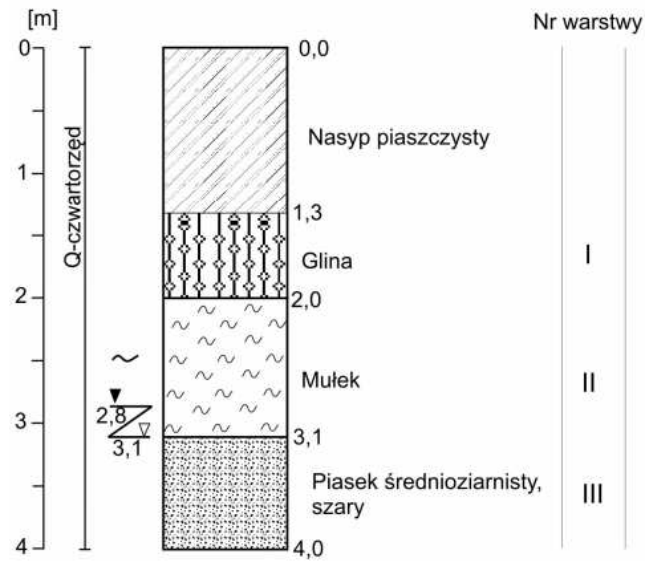 [m]
Nr warstwy
0
0,0
Q-czwartorzęd
Nasyp piaszczysty
1
1,3
Glina
I
2
2,0
Mułek
II
2,8
3
3,1
3,1
Piasek średnioziarnisty,
szary
III
4
4,0